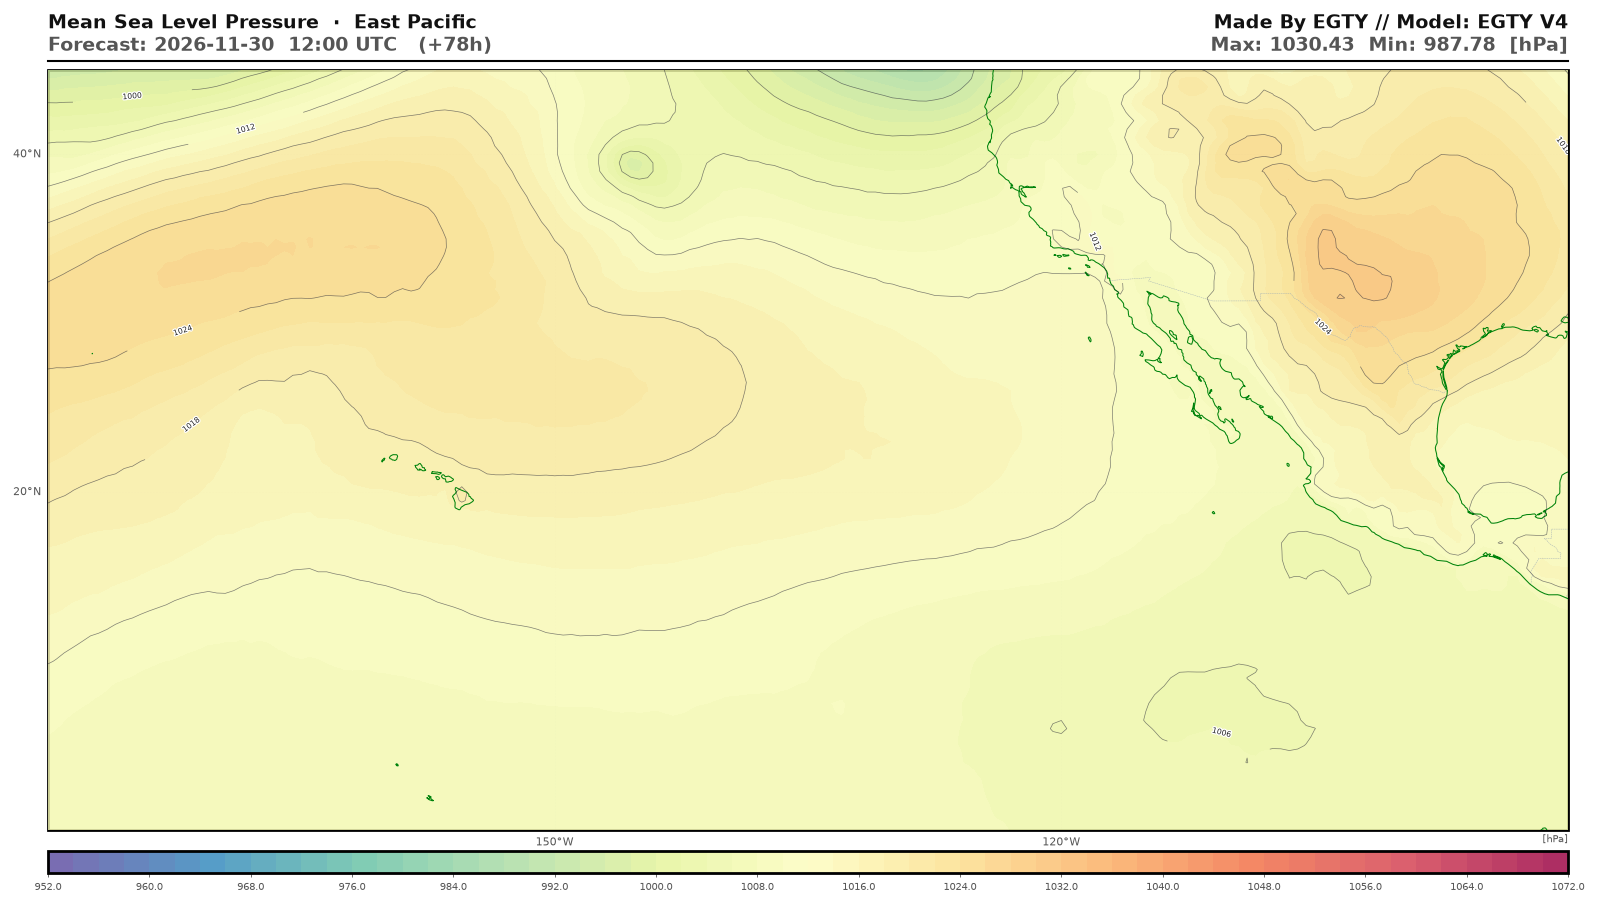 Mean Sea Level Pressure · East Pacific
Made By EGTY // Model: EGTY V4
Forecast: 2026-11-30 12:00 UTC (+78h)
Max: 1030.43 Min: 987.78 [hPa]
1000
1012
1018
40°N
1012
1024
1024
1018
20°N
1006
150°W
120°W
[hPa]
952.0 960.0 968.0 976.0 984.0 992.0 1000.0 1008.0 1016.0 1024.0 1032.0 1040.0 1048.0 1056.0 1064.0 1072.0